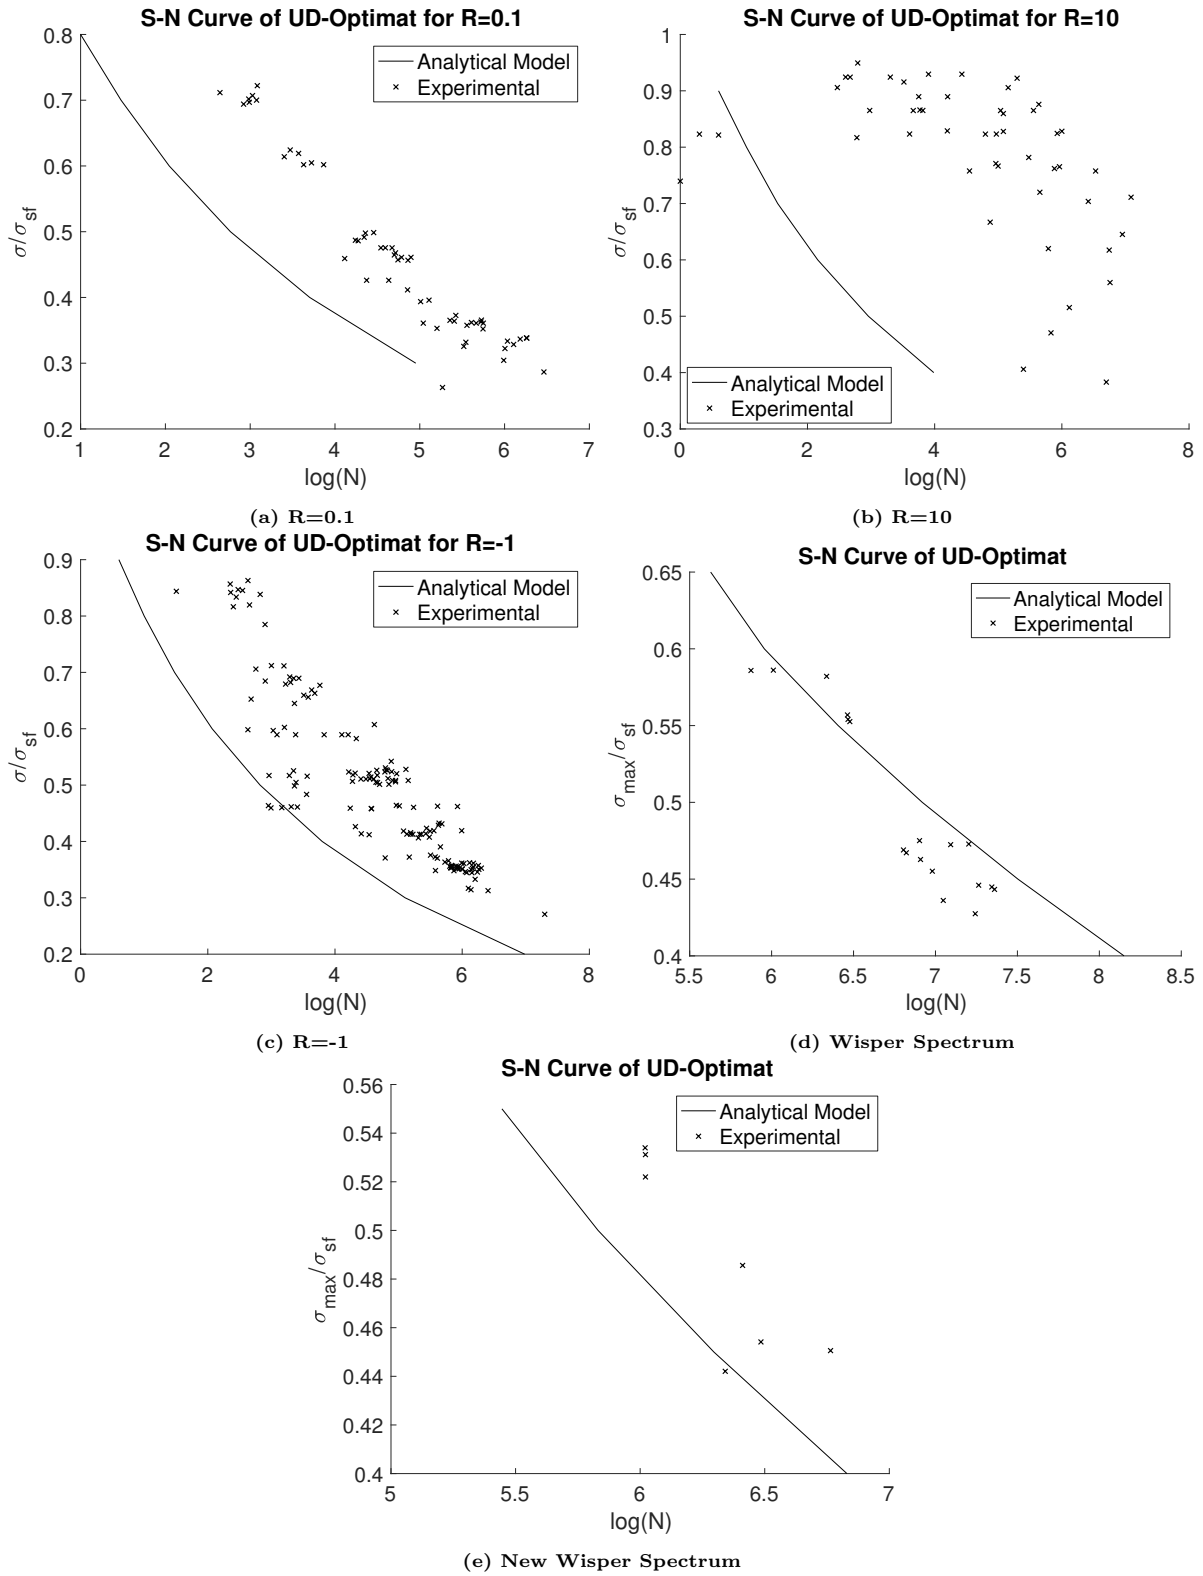 S-N Curve of UD-Optimat for R=0.1
0.8
0.7
0.6
0.5
0.4
0.3
0.2
σ/σsf
Analytical Model
Experimental
1 2 3 4 5 6 7
log(N)
(a) R=0.1
S-N Curve of UD-Optimat for R=10
1
0.9
0.8
0.7
0.6
0.5
0.4
0.3
σ/σsf
Analytical Model
Experimental
0 2 4 6 8
log(N)
(b) R=10
S-N Curve of UD-Optimat for R=-1
0.9
0.8
0.7
0.6
0.5
0.4
0.3
0.2
σ/σsf
Analytical Model
Experimental
0 2 4 6 8
log(N)
(c) R=-1
S-N Curve of UD-Optimat
0.65
0.6
0.55
0.5
0.45
0.4
σmax/σsf
Analytical Model
Experimental
5.5 6 6.5 7 7.5 8 8.5
log(N)
(d) Wisper Spectrum
S-N Curve of UD-Optimat
0.56
0.54
0.52
0.5
0.48
0.46
0.44
0.42
0.4
σmax/σsf
Analytical Model
Experimental
5 5.5 6 6.5 7
log(N)
(e) New Wisper Spectrum